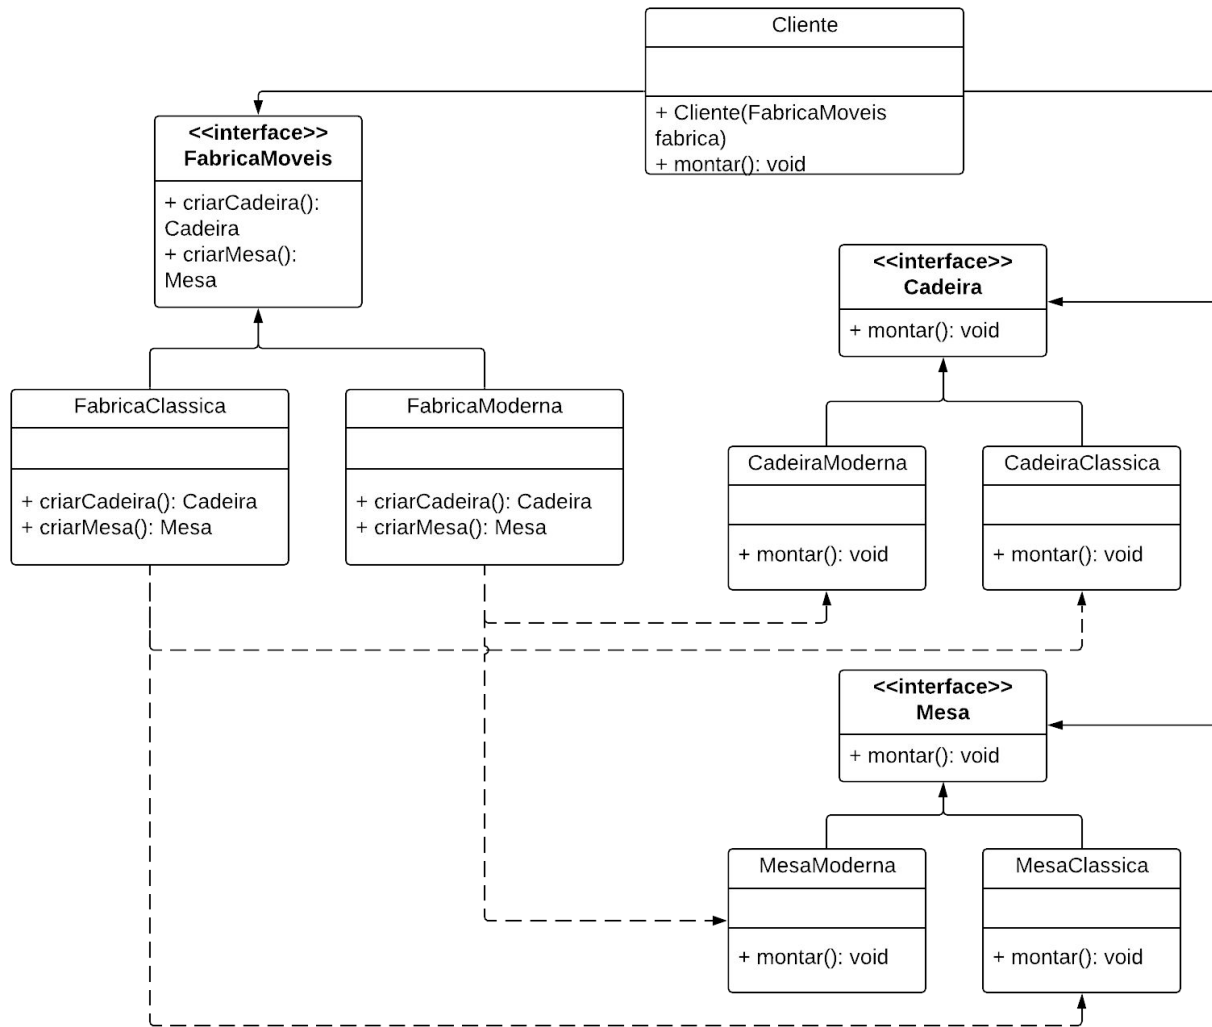 Cliente
+ Cliente(FabricaMoveis
fabrica)
+ montar(): void
<<interface>>
FabricaMoveis
+ criarCadeira():
Cadeira
+ criarMesa():
Mesa
<<interface>>
Cadeira
+ montar(): void
FabricaClassica
+ criarCadeira(): Cadeira
+ criarMesa(): Mesa
FabricaModerna
+ criarCadeira(): Cadeira
+ criarMesa(): Mesa
CadeiraModerna
+ montar(): void
CadeiraClassica
+ montar(): void
<<interface>>
Mesa
+ montar(): void
MesaModerna
+ montar(): void
MesaClassica
+ montar(): void